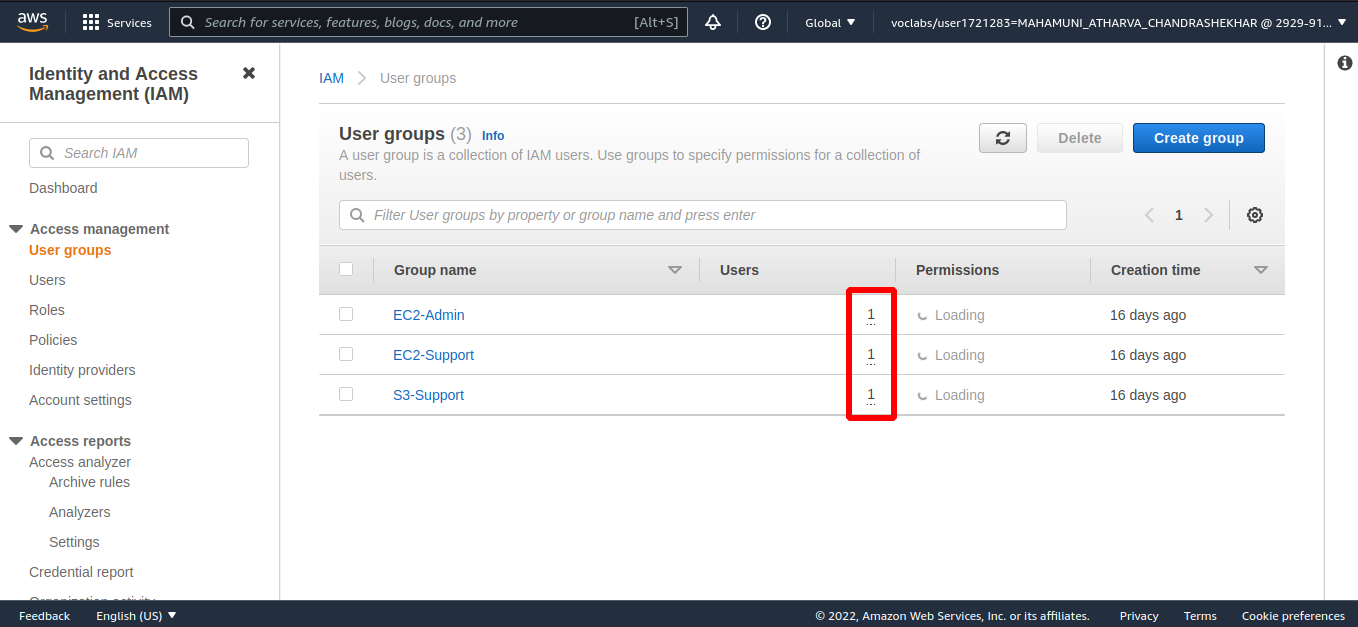 aws
Services
Search for services, features, blogs, docs, and more
[Alt+S]
Global
voclabs/user1721283=MAHAMUNI_ATHARVA_CHANDRASHEKHAR @ 2929-91...
Identity and Access
Management (IAM)
Search IAM
Dashboard
Access management
User groups
Users
Roles
Policies
Identity providers
Account settings
Access reports
Access analyzer
Archive rules
Analyzers
Settings
Credential report
Organization activity
IAM
User groups
User groups (3) Info
A user group is a collection of IAM users. Use groups to specify permissions for a collection of
users.
Delete
Create group
Filter User groups by property or group name and press enter
1
Group name Users Permissions Creation time
EC2-Admin 1 Loading 16 days ago
EC2-Support 1 Loading 16 days ago
S3-Support 1 Loading 16 days ago
Feedback
English (US)
© 2022, Amazon Web Services, Inc. or its affiliates.
Privacy
Terms
Cookie preferences